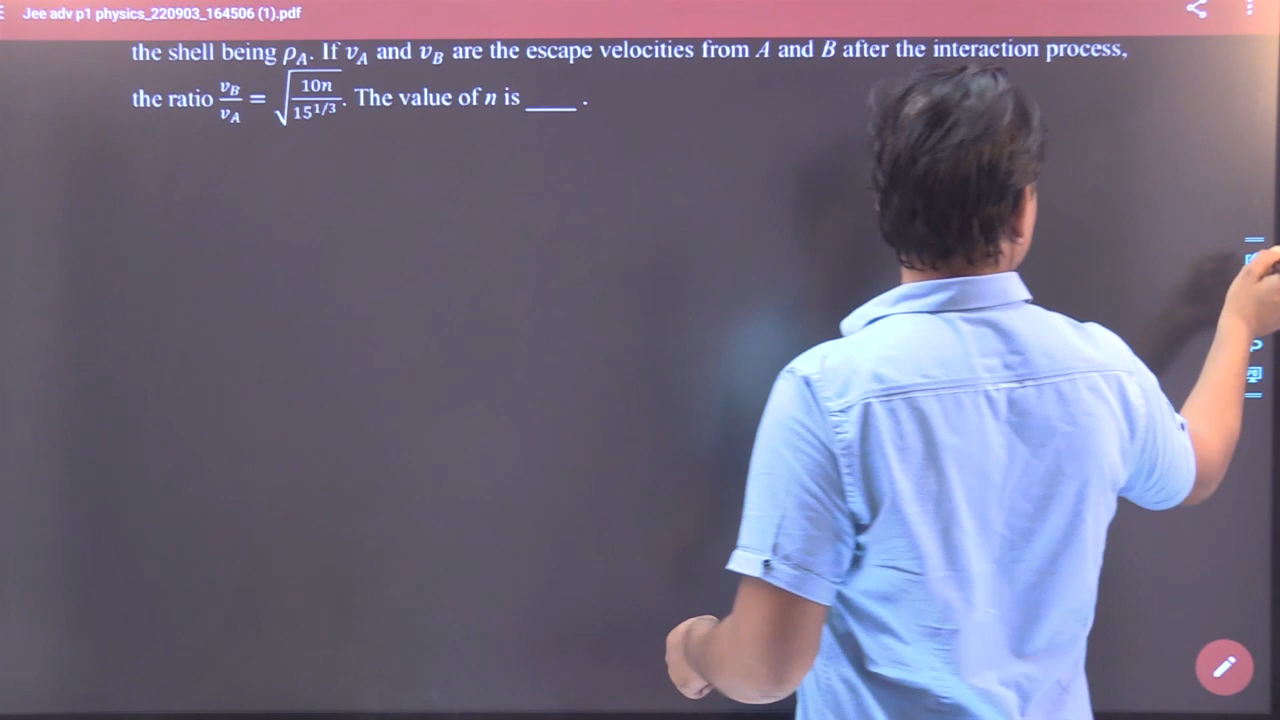 Jee adv p1 physics_220903_164506 (1).pdf
the shell being ρ_A. If v_A and v_B are the escape velocities from A and B after the interaction process,
the ratio v_B/v_A = √(10n/15^{1/3}). The value of n is ____ .